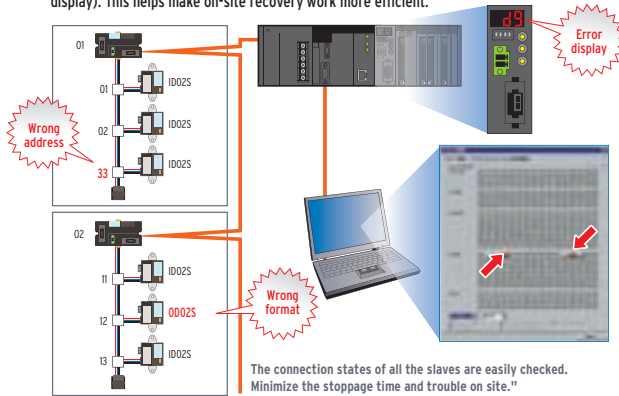 display). This helps make on-site recovery work more efficient.
01
01
ID02S
02
ID02S
33
ID02S
Wrong
address
d9
Error
display
02
11
ID02S
12
OD02S
13
ID02S
Wrong
format
The connection states of all the slaves are easily checked.
Minimize the stoppage time and trouble on site."